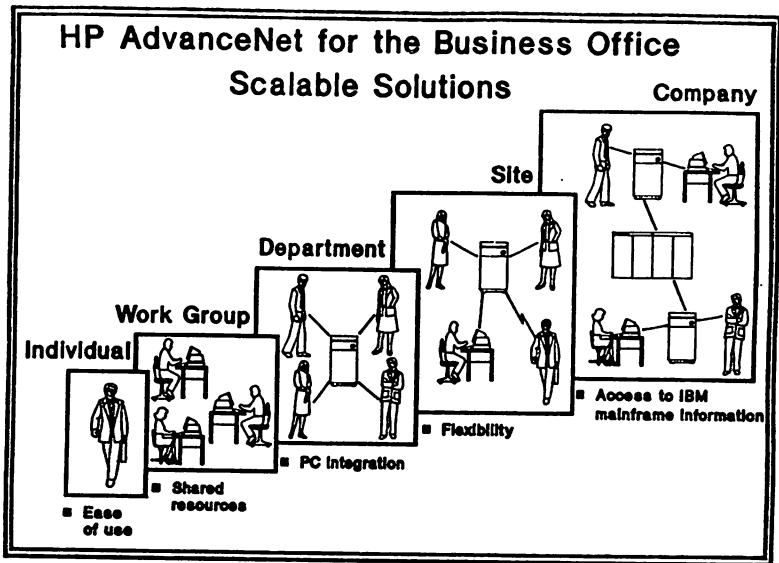 HP AdvanceNet for the Business Office
Scalable Solutions
Company
Site
Department
Work Group
Individual
■ Access to IBM
mainframe information
■ Flexibility
■ PC Integration
■ Shared
resources
■ Ease
of use